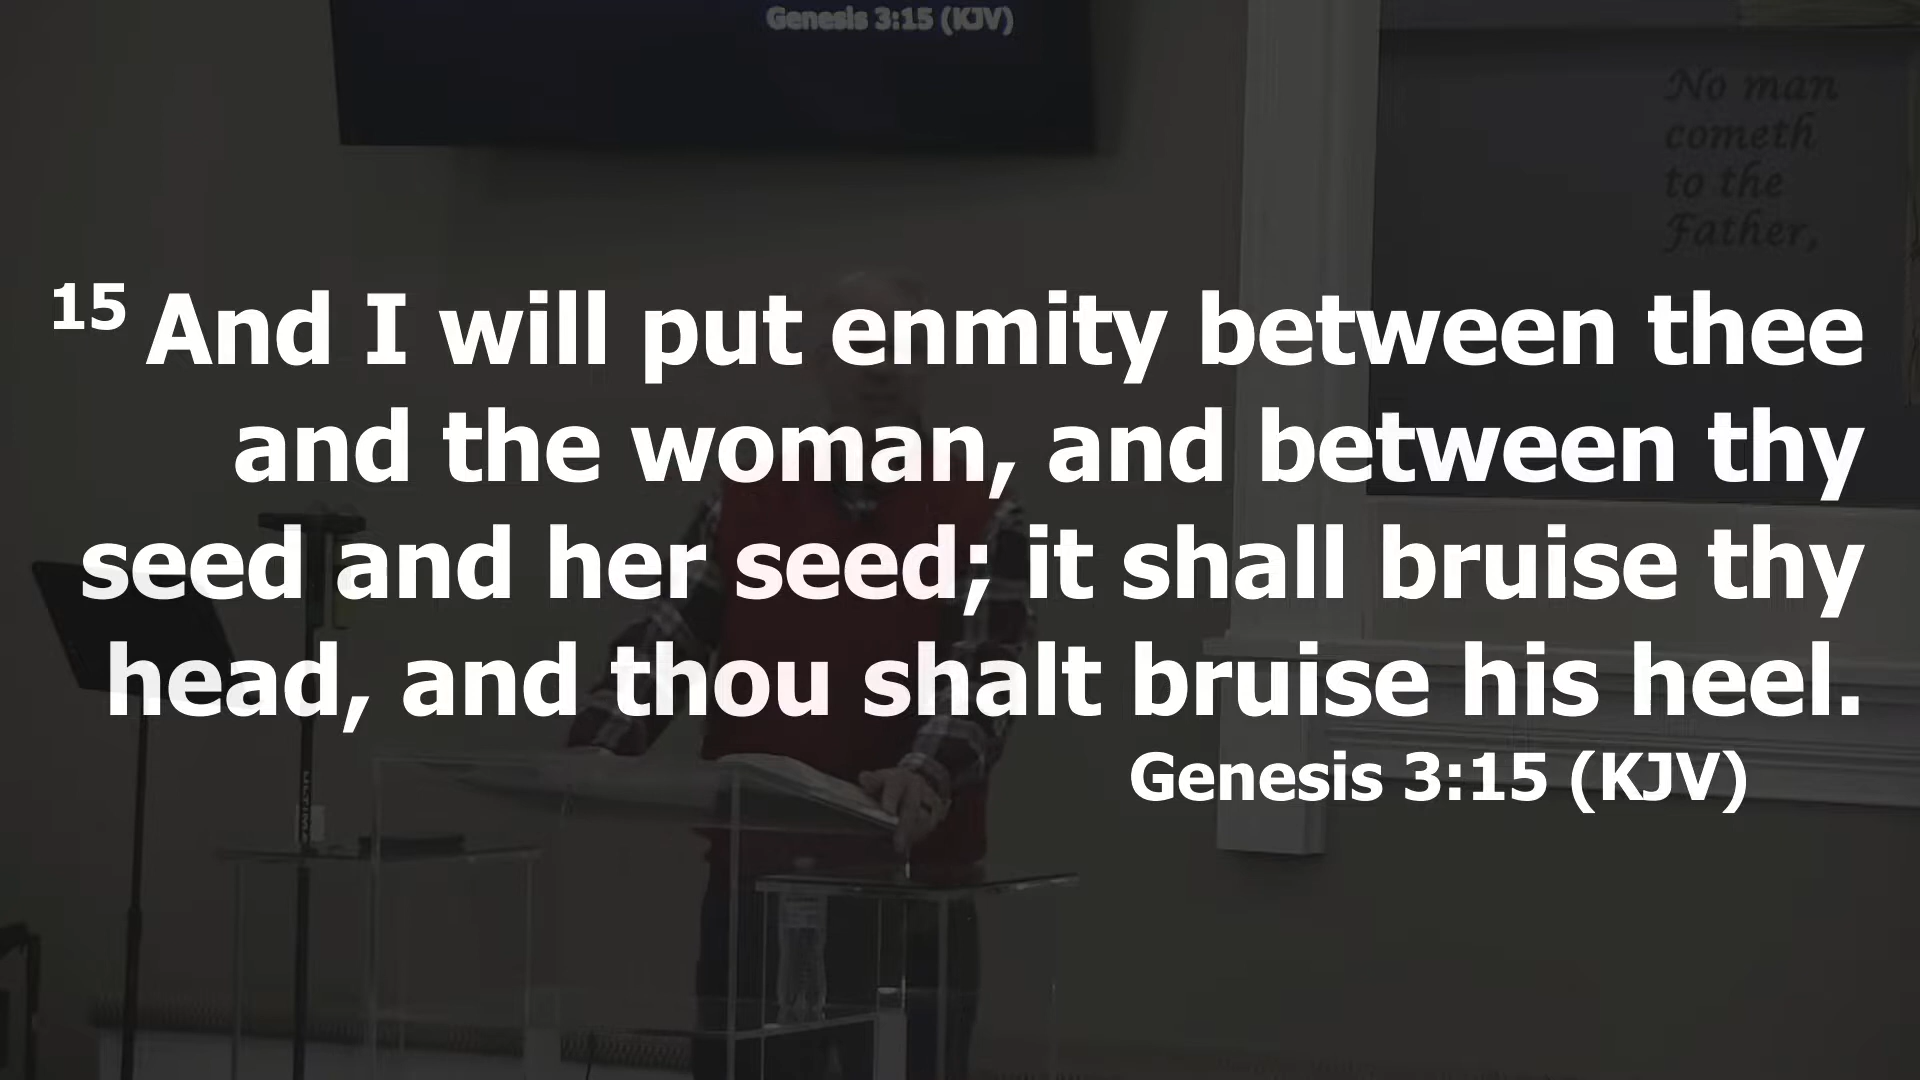 Genesis 3:15 (KJV)
No man
cometh
to the
Father,
15 And I will put enmity between thee
and the woman, and between thy
seed and her seed; it shall bruise thy
head, and thou shalt bruise his heel.
Genesis 3:15 (KJV)